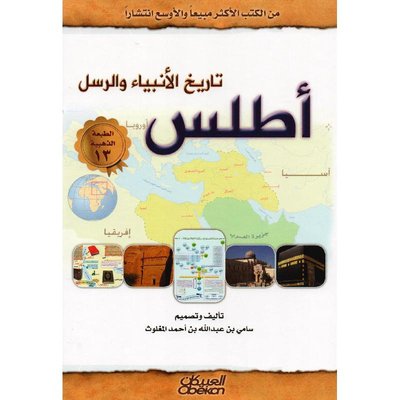 من الكتب الأكثر مبيعاً والأوسع انتشارا
تاريخ الأنبياء والرسل
أطلس
الطبعة
الذهبية
١٣
أوروبا
آسيا
إفريقيا
تأليف وتصميم
سامي بن عبدالله بن أحمد المغلوث
العبيكان
Obekan